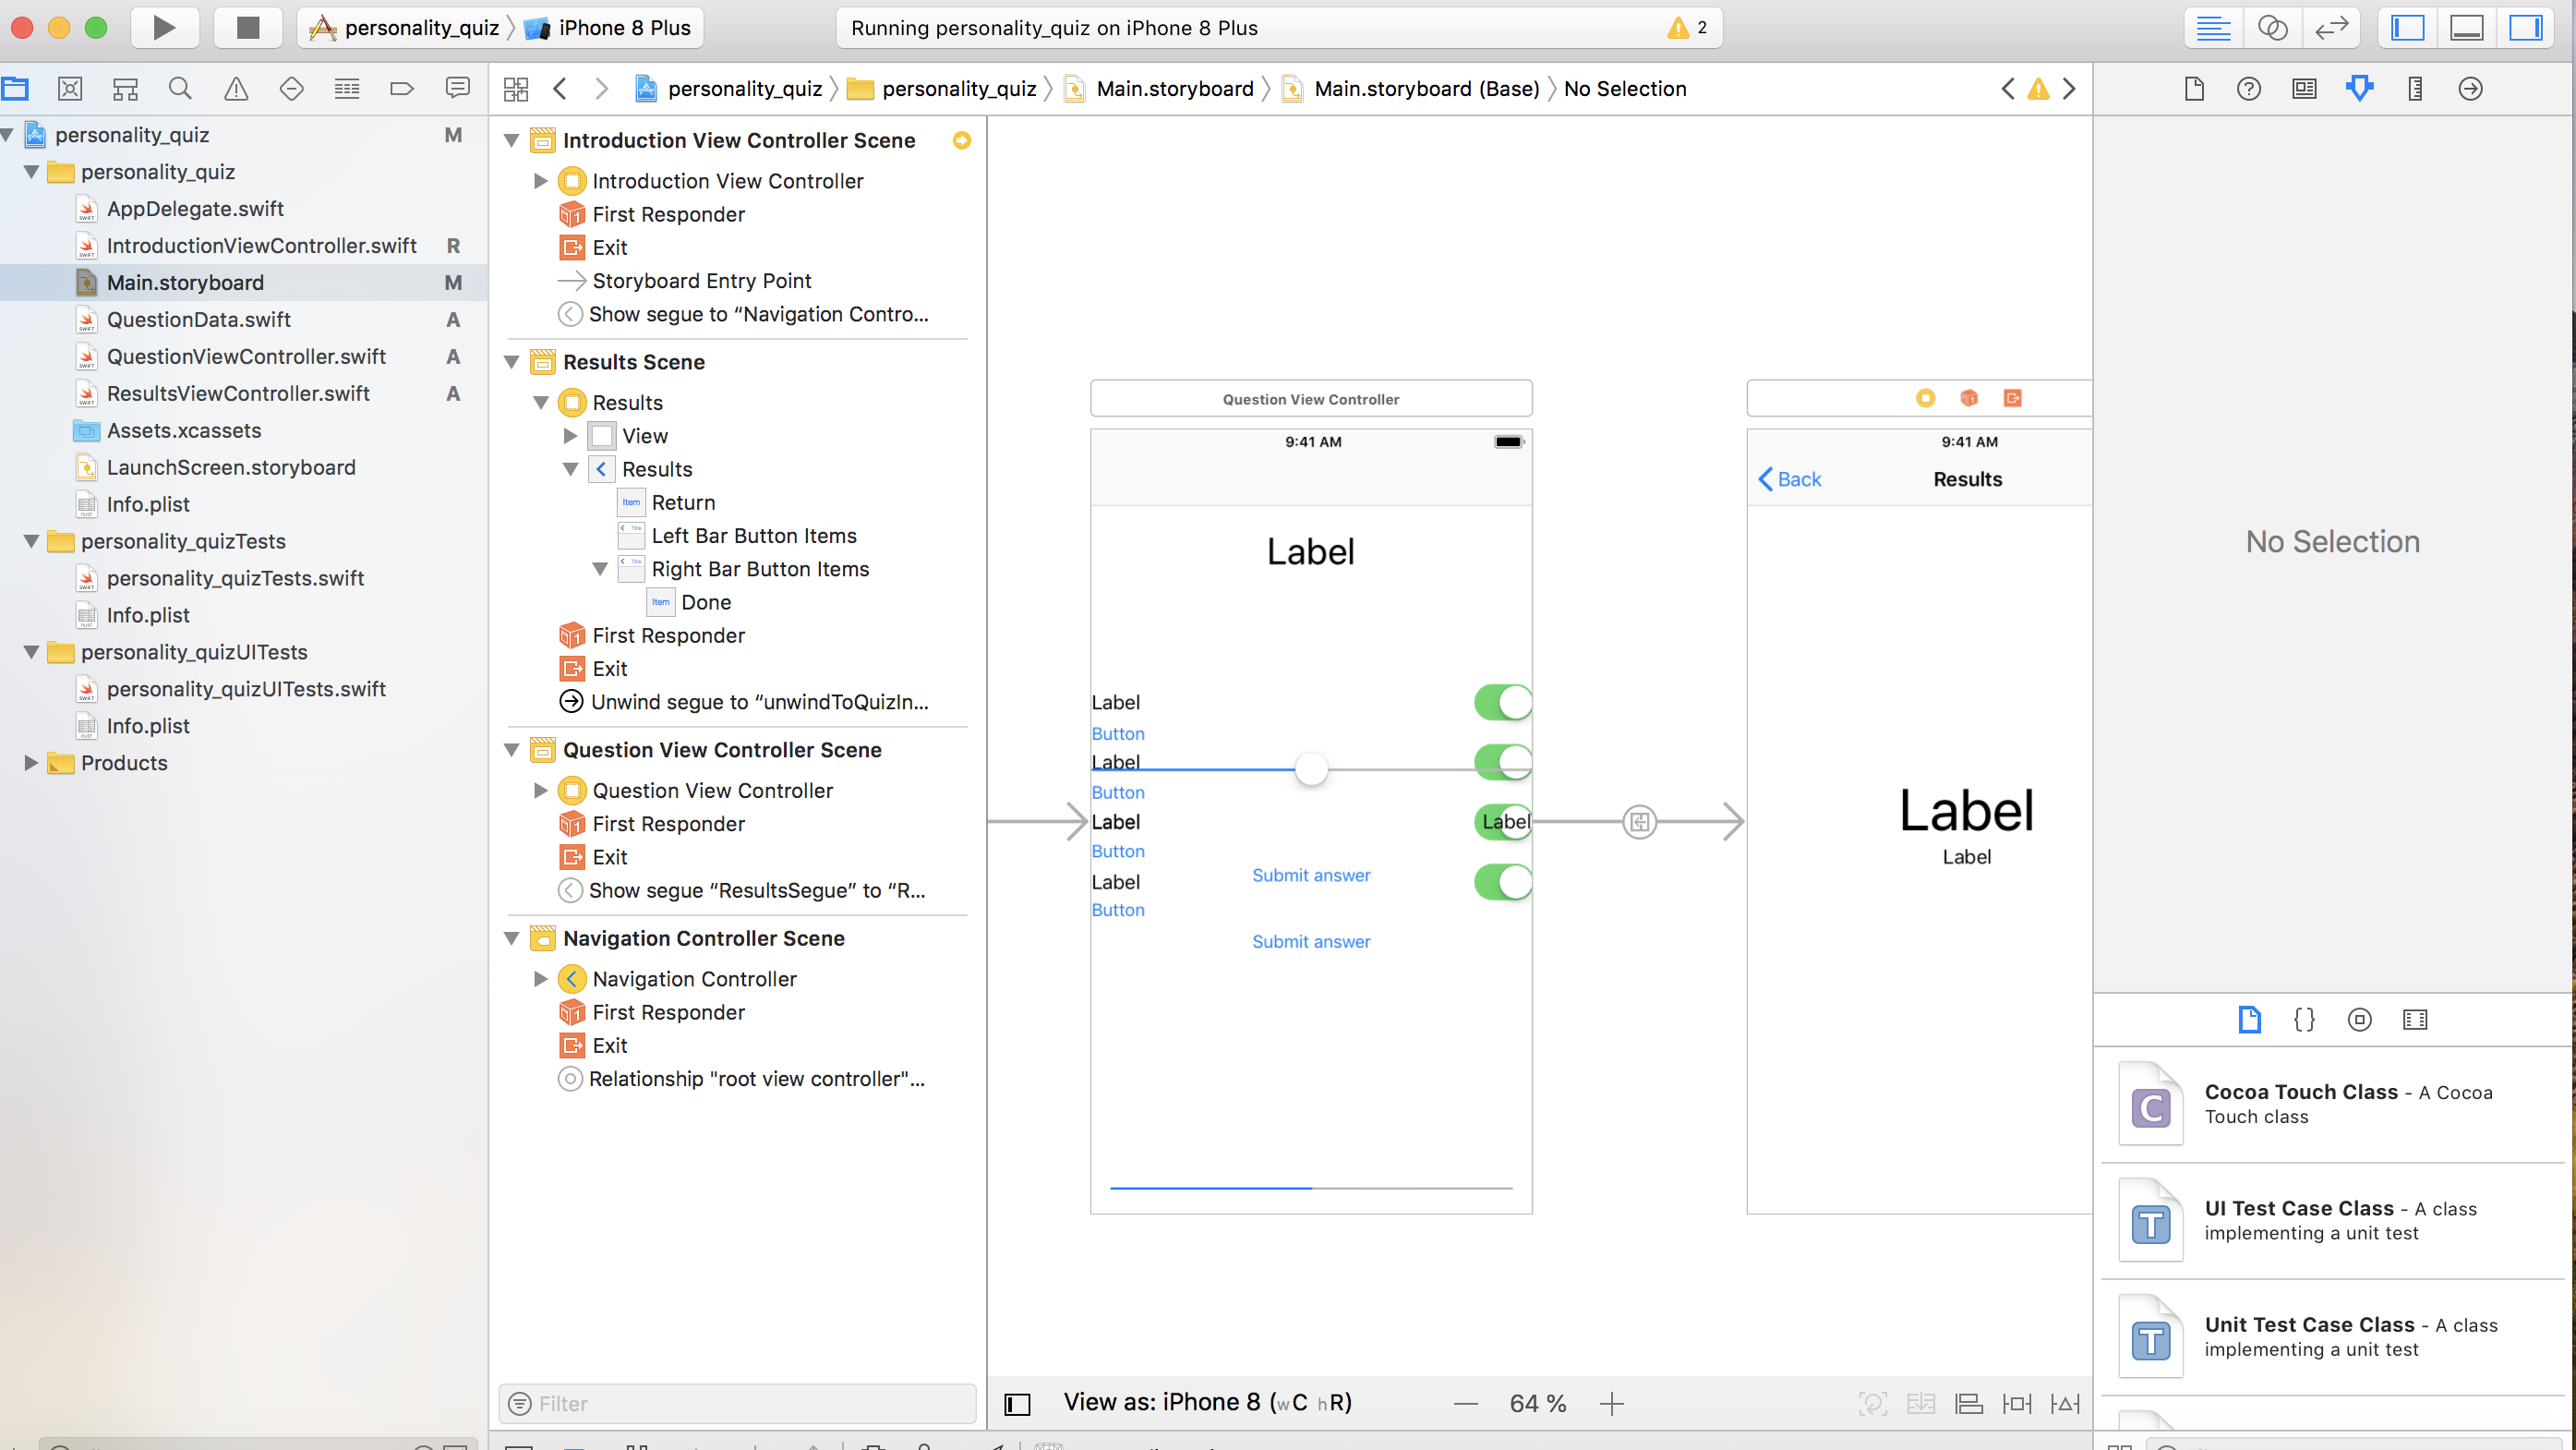 personality_quiz
iPhone 8 Plus
Running personality_quiz on iPhone 8 Plus
2
personality_quiz
personality_quiz
Main.storyboard
Main.storyboard (Base)
No Selection
personality_quiz M
personality_quiz
AppDelegate.swift
IntroductionViewController.swift R
Main.storyboard M
QuestionData.swift A
QuestionViewController.swift A
ResultsViewController.swift A
Assets.xcassets
LaunchScreen.storyboard
Info.plist
personality_quizTests
personality_quizTests.swift
Info.plist
personality_quizUITests
personality_quizUITests.swift
Info.plist
Products
Introduction View Controller Scene
Introduction View Controller
First Responder
Exit
Storyboard Entry Point
Show segue to “Navigation Contro...
Results Scene
Results
View
Results
Item Return
Left Bar Button Items
Right Bar Button Items
Item Done
First Responder
Exit
Unwind segue to “unwindToQuizIn...
Question View Controller Scene
Question View Controller
First Responder
Exit
Show segue “ResultsSegue” to “R...
Navigation Controller Scene
Navigation Controller
First Responder
Exit
Relationship "root view controller"...
Filter
Question View Controller
9:41 AM
Label
Label
Button
Label
Button
Label
Label
Button
Submit answer
Label
Button
Submit answer
9:41 AM
Back
Results
Label
Label
View as: iPhone 8 (wC hR)
64 %
No Selection
{}
Cocoa Touch Class - A Cocoa
Touch class
UI Test Case Class - A class
implementing a unit test
Unit Test Case Class - A class
implementing a unit test